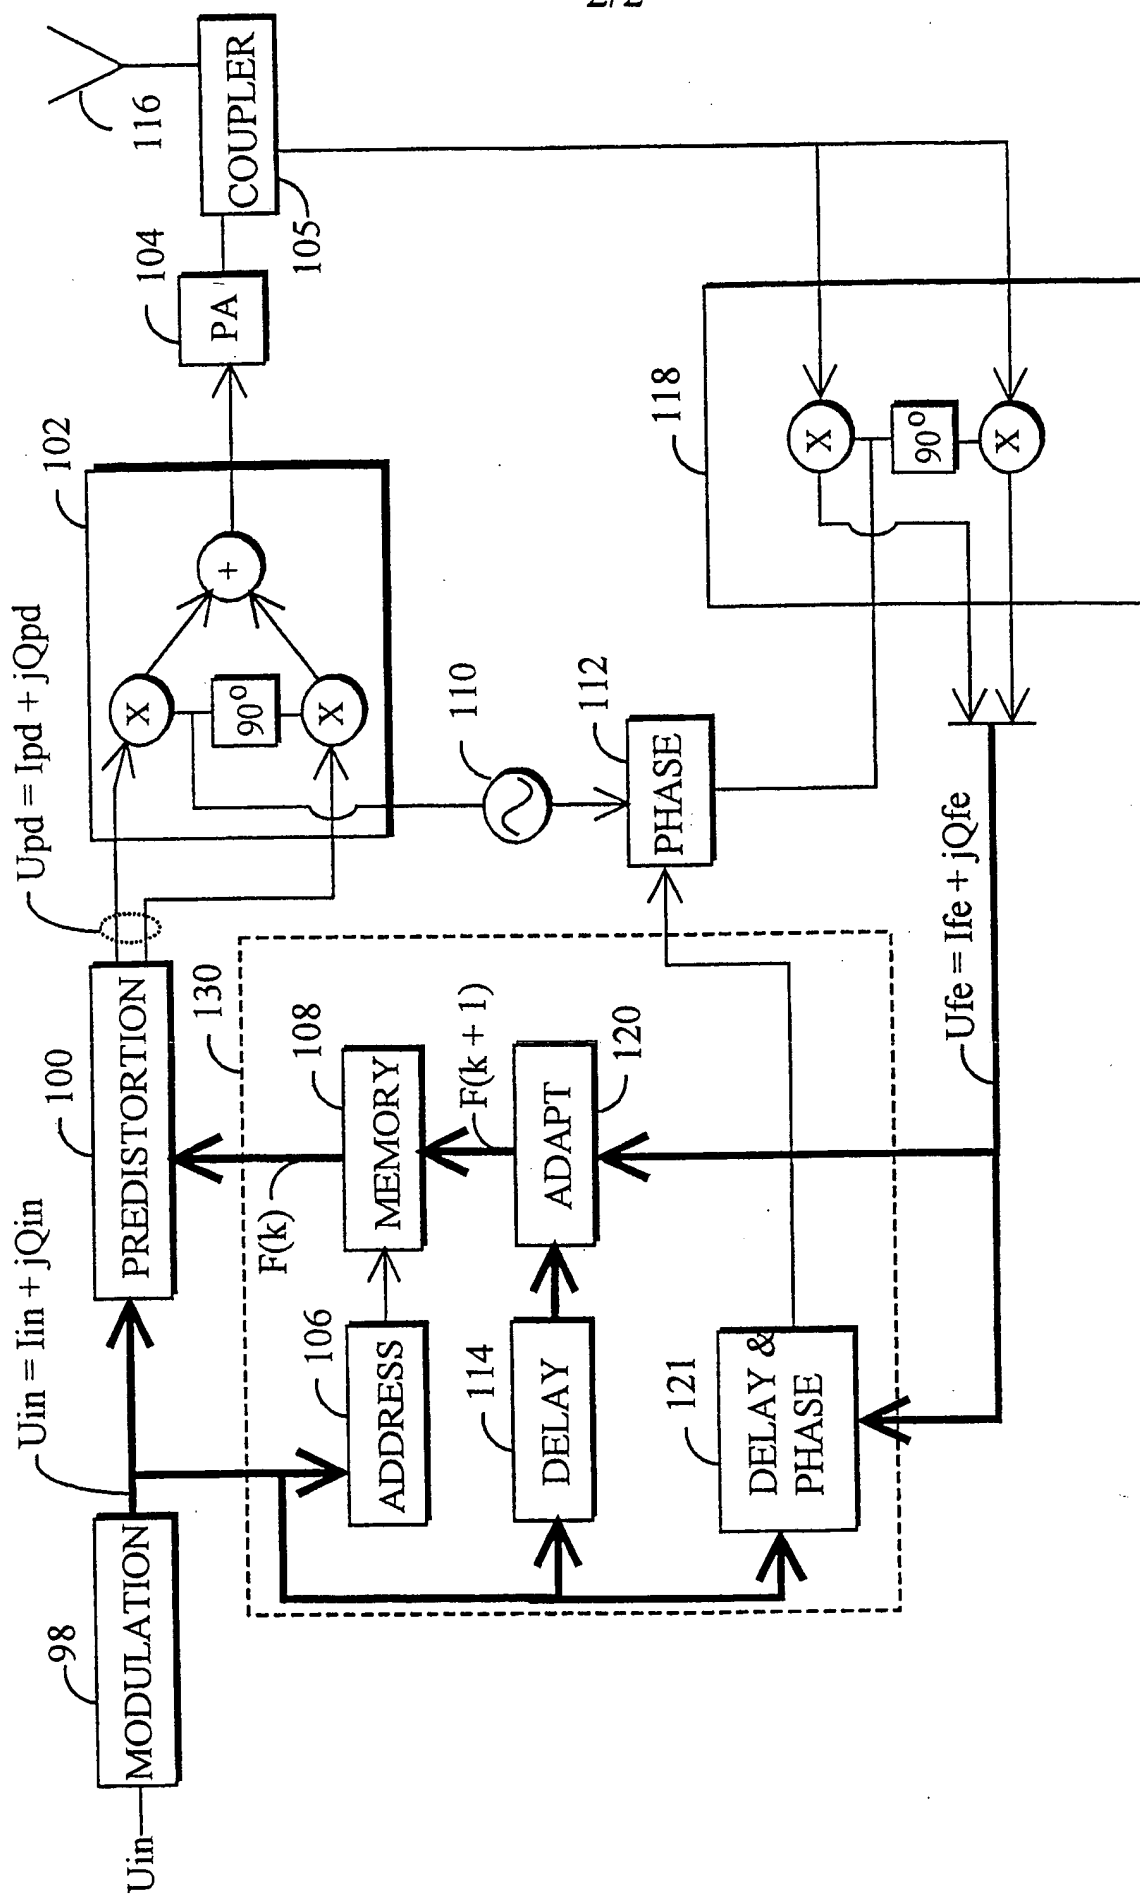 2/2
Uin
MODULATION
98
Uin = Iin + jQin
PREDISTORTION
100
Upd = Ipd + jQpd
102
X
90°
X
+
PA
104
COUPLER
105
116
130
ADDRESS
106
MEMORY
108
F(k)
F(k + 1)
DELAY
114
ADAPT
120
DELAY &
PHASE
121
110
PHASE
112
118
X
90°
X
Ufe = Ife + jQfe